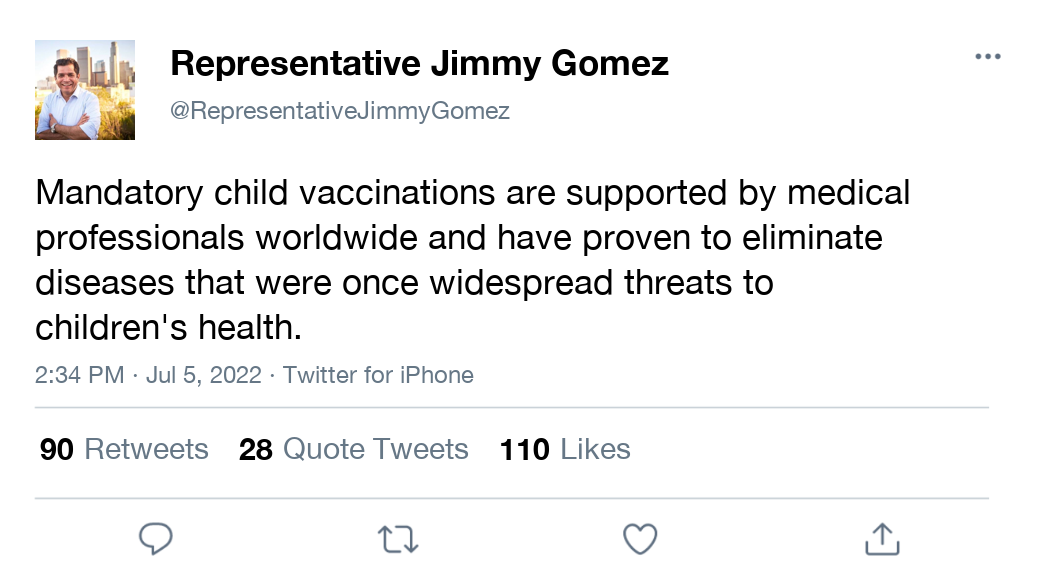 Representative Jimmy Gomez
@RepresentativeJimmyGomez
Mandatory child vaccinations are supported by medical
professionals worldwide and have proven to eliminate
diseases that were once widespread threats to
children's health.
2:34 PM · Jul 5, 2022 · Twitter for iPhone
90 Retweets 28 Quote Tweets 110 Likes